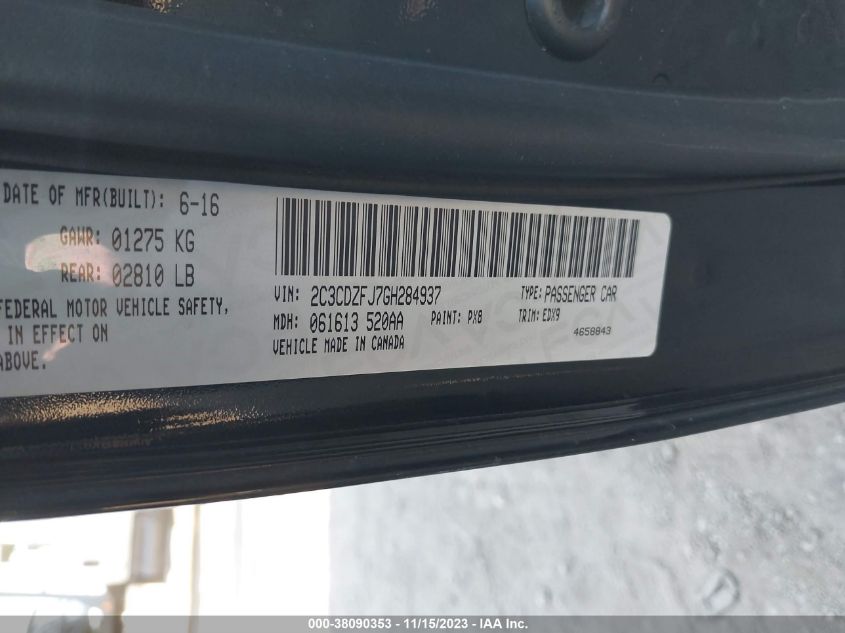 DATE OF MFR(BUILT): 6-16
GAWR: 01275 KG
REAR: 02810 LB
FEDERAL MOTOR VEHICLE SAFETY,
IN EFFECT ON
ABOVE.
VIN: 2C3CDZFJ7GH284937 TYPE: PASSENGER CAR
MDH: 061613 520AA PAINT: PX8 TRIM: EDX9
VEHICLE MADE IN CANADA 4658843
000-38090353 - 11/15/2023 - IAA Inc.